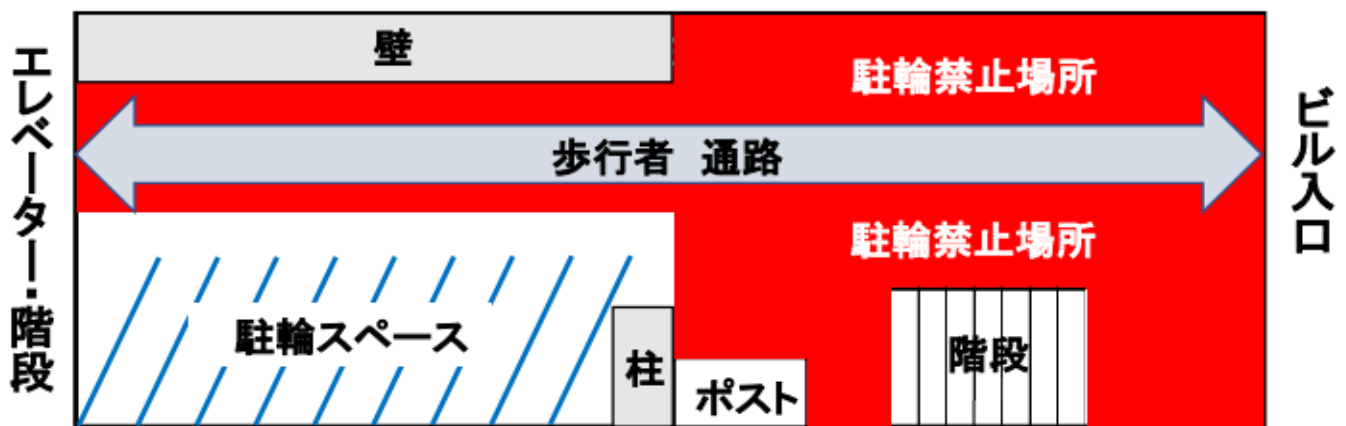 エレベーター・階段
壁
駐輪禁止場所
歩行者 通路
駐輪禁止場所
駐輪スペース
柱
ポスト
階段
ビル入口